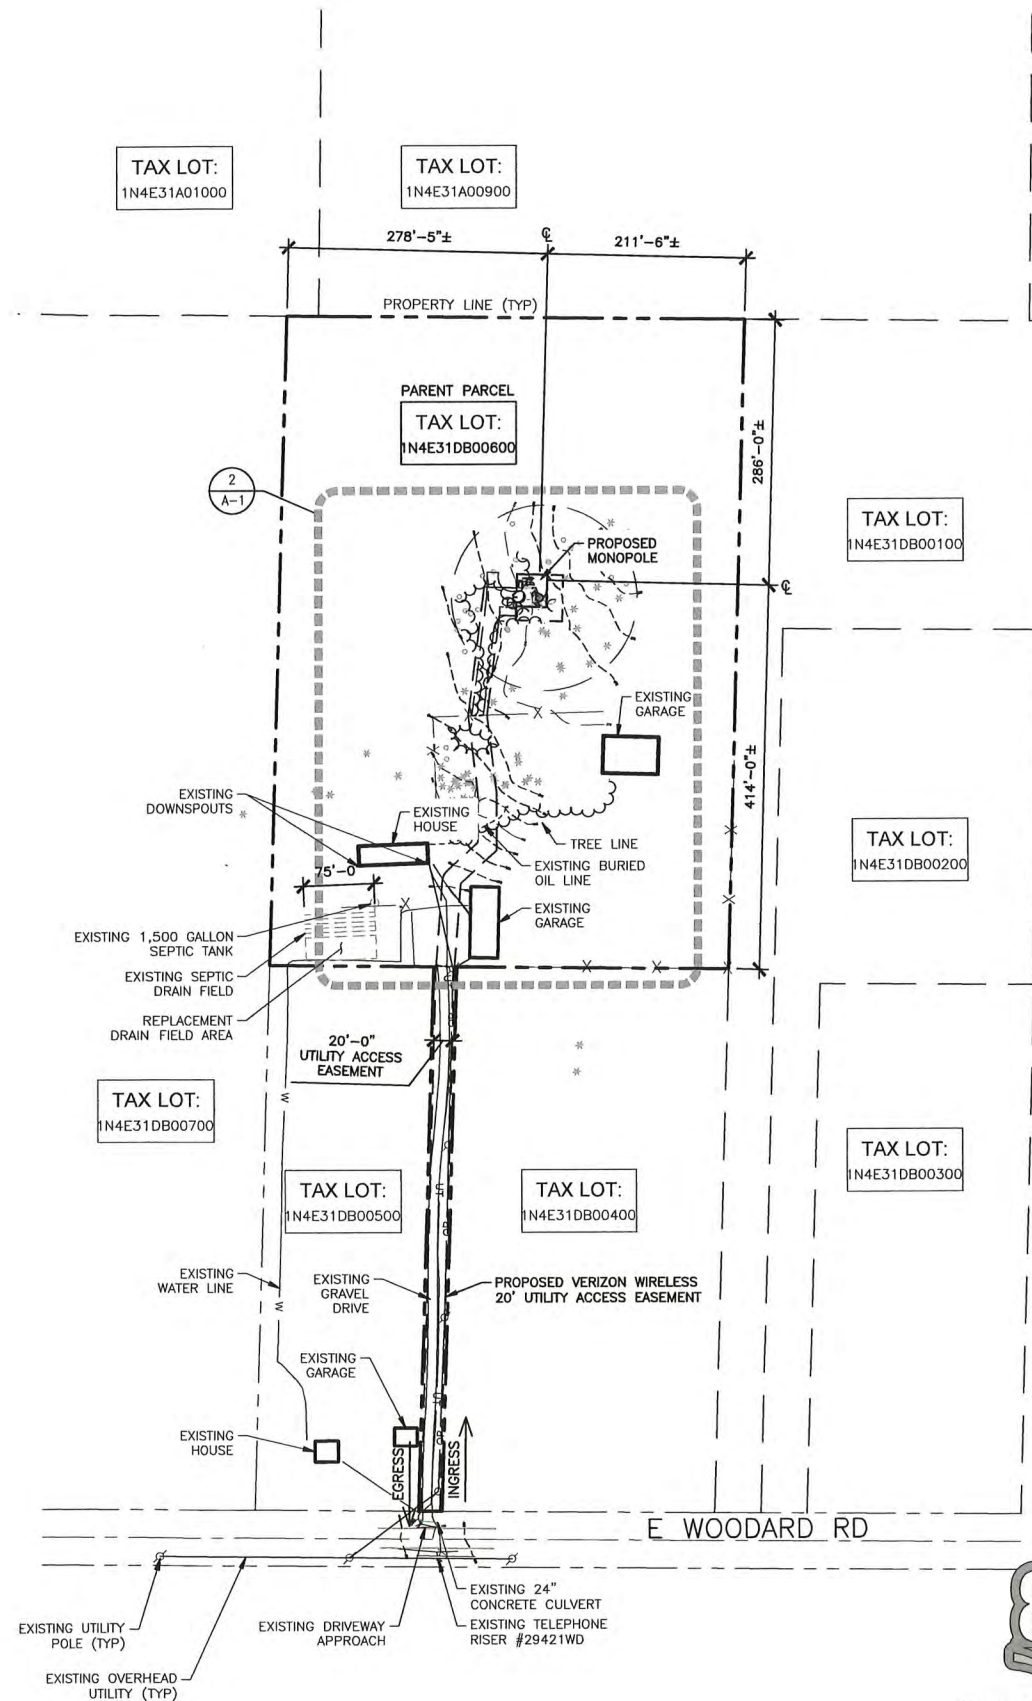 TAX LOT:
1N4E31A01000
TAX LOT:
1N4E31A00900
278'-5"±
℄
211'-6"±
PROPERTY LINE (TYP)
PARENT PARCEL
TAX LOT:
1N4E31DB00600
286'-0"±
2
A-1
TAX LOT:
1N4E31DB00100
PROPOSED
MONOPOLE
℄
EXISTING
GARAGE
X
X
414'-0"±
EXISTING
DOWNSPOUTS
EXISTING
HOUSE
TREE LINE
EXISTING BURIED
OIL LINE
TAX LOT:
1N4E31DB00200
75'-0
X
EXISTING
GARAGE
EXISTING 1,500 GALLON
SEPTIC TANK
EXISTING SEPTIC
DRAIN FIELD
X
X
X
REPLACEMENT
DRAIN FIELD AREA
20'-0"
UTILITY ACCESS
EASEMENT
W
TAX LOT:
1N4E31DB00700
TAX LOT:
1N4E31DB00300
TAX LOT:
1N4E31DB00500
TAX LOT:
1N4E31DB00400
UT
EXISTING
WATER LINE
W
EXISTING
GRAVEL
DRIVE
PROPOSED VERIZON WIRELESS
20' UTILITY ACCESS EASEMENT
EXISTING
GARAGE
UT
EXISTING
HOUSE
EGRESS
INGRESS
E WOODARD RD
EXISTING 24"
CONCRETE CULVERT
EXISTING UTILITY
POLE (TYP)
EXISTING DRIVEWAY
APPROACH
EXISTING TELEPHONE
RISER #29421WD
EXISTING OVERHEAD
UTILITY (TYP)